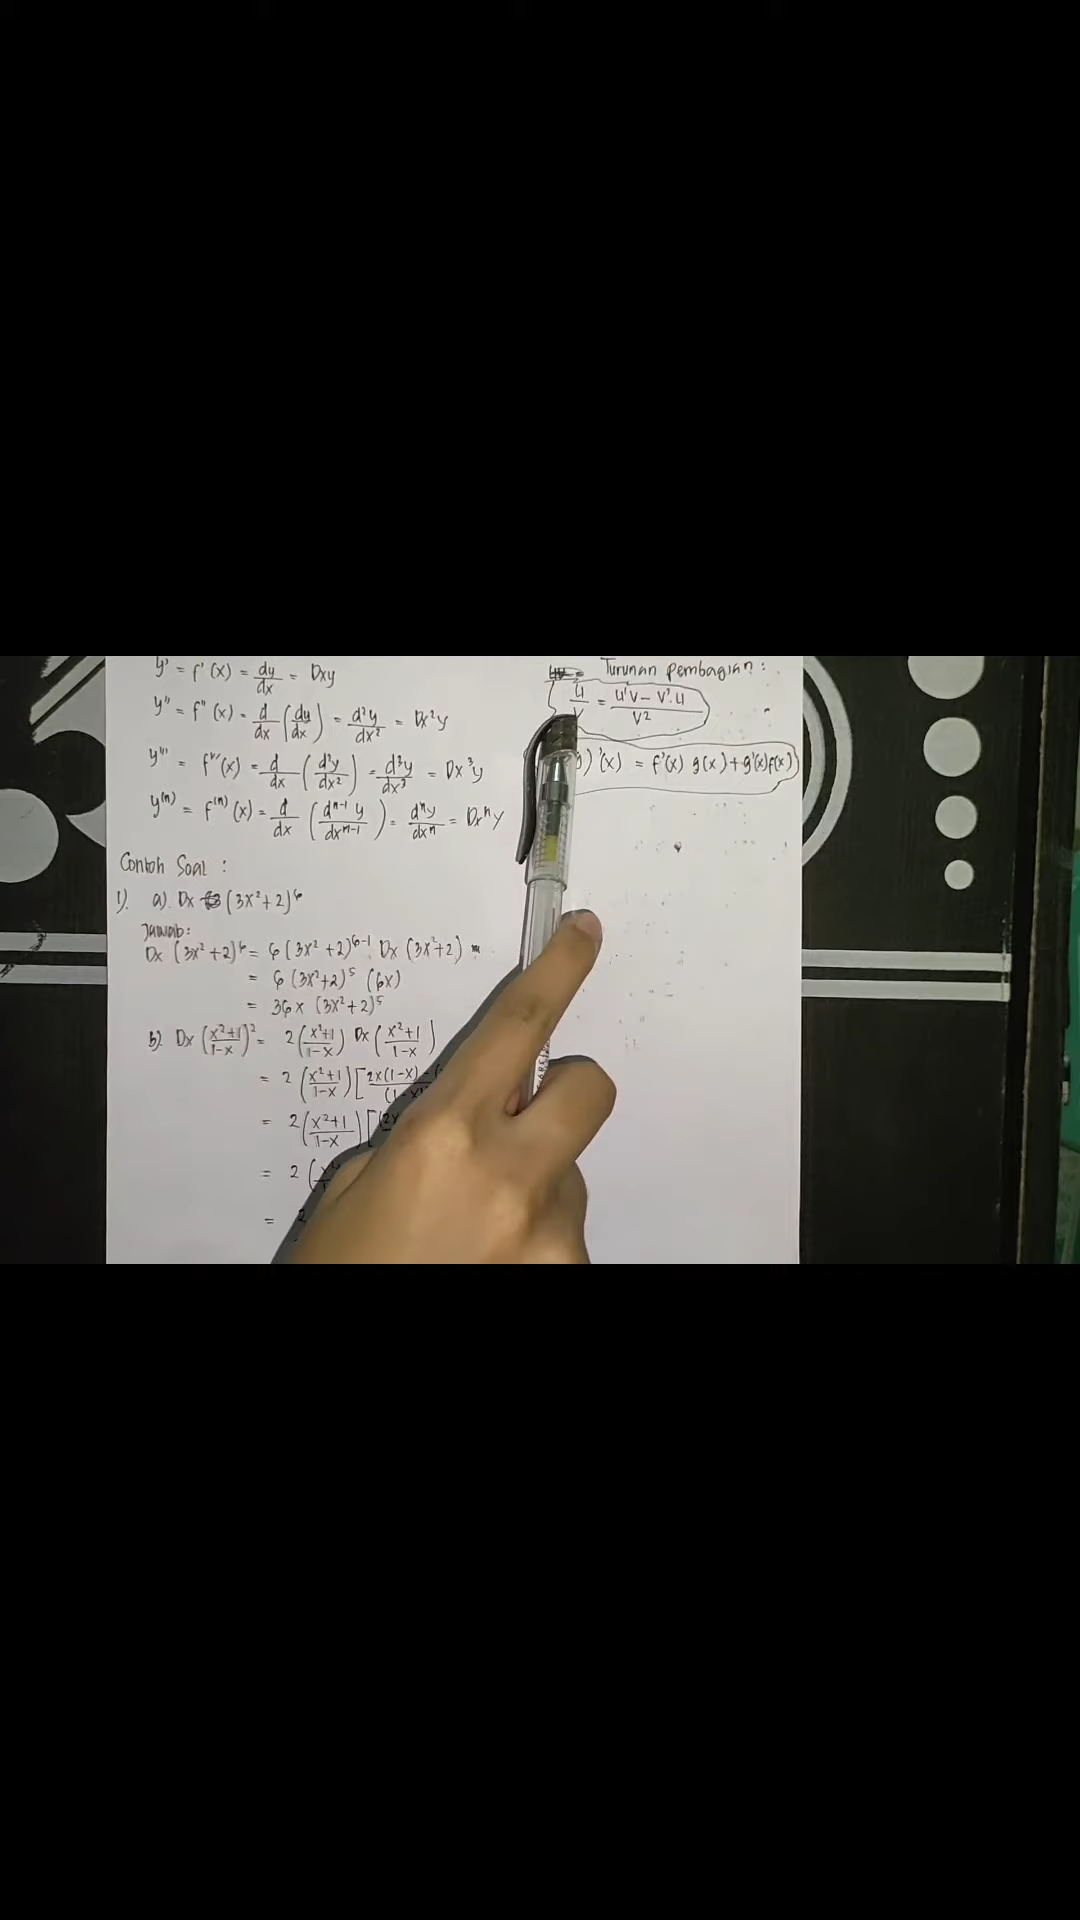 y' = f'(x) = dy/dx = Dxy
y'' = f''(x) = d/dx (dy/dx) = d²y/dx² = Dx²y
y''' = f'''(x) = d/dx (d²y/dx²) = d³y/dx³ = Dx³y
y⁽ⁿ⁾ = f⁽ⁿ⁾(x) = d/dx (dⁿ⁻¹y/dxⁿ⁻¹) = dⁿy/dxⁿ = Dxⁿy
Contoh Soal :
1). a). Dx (3x²+2)⁶
Jawab:
Dx (3x²+2)⁶ = 6 (3x²+2)⁶⁻¹ . Dx (3x²+2)
= 6 (3x²+2)⁵ (6x)
= 36x (3x²+2)⁵
b). Dx (x²+1/1-x)² = 2 (x²+1/1-x) Dx (x²+1/1-x)
= 2 (x²+1/1-x) [2x(1-x) -
= 2 (x²+1/1-x) [(2x
= 2 (
= 2
Turunan pembagian :
u/v = u'v - v'.u / v²
)'(x) = f'(x) g(x) + g'(x) f(x)